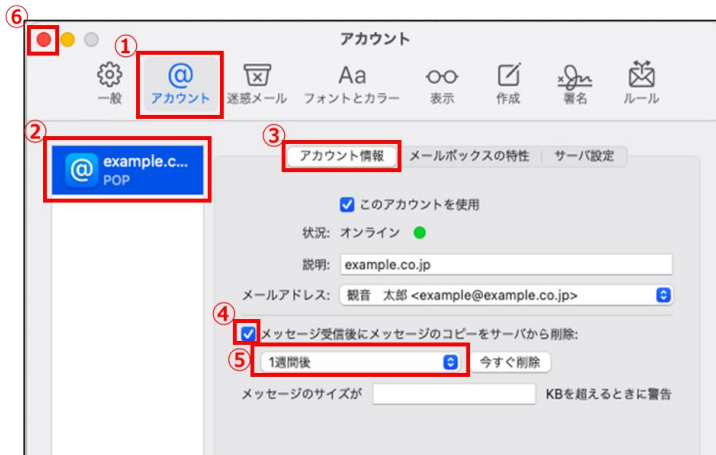 ⑥
アカウント
①
一般 アカウント 迷惑メール フォントとカラー 表示 作成 署名 ルール
②
example.c...
POP
③
アカウント情報 メールボックスの特性 サーバ設定
このアカウントを使用
状況: オンライン
説明: example.co.jp
メールアドレス: 観音 太郎 <example@example.co.jp>
④
メッセージ受信後にメッセージのコピーをサーバから削除:
⑤ 1週間後 今すぐ削除
メッセージのサイズが KBを超えるときに警告